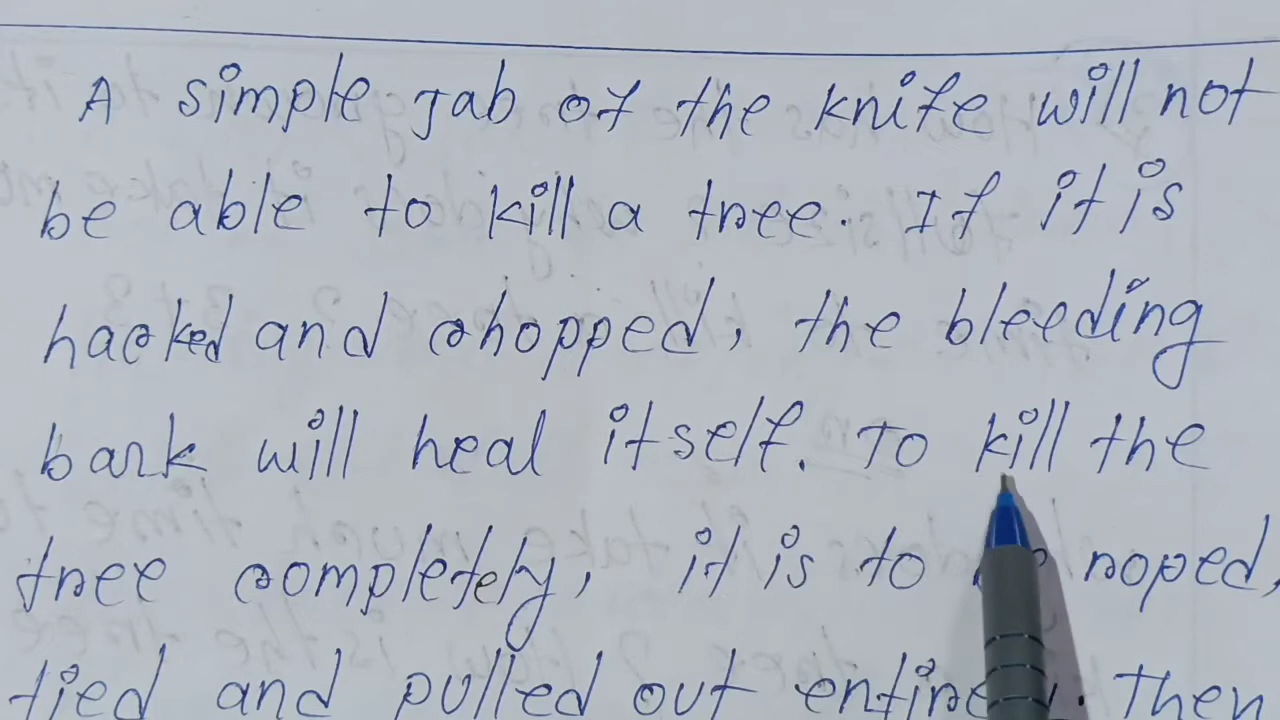 A simple jab of the knife will not
be able to kill a tree. If it is
hacked and chopped, the bleeding
bark will heal itself. To kill the
tree completely, it is to roped,
tied and pulled out Then